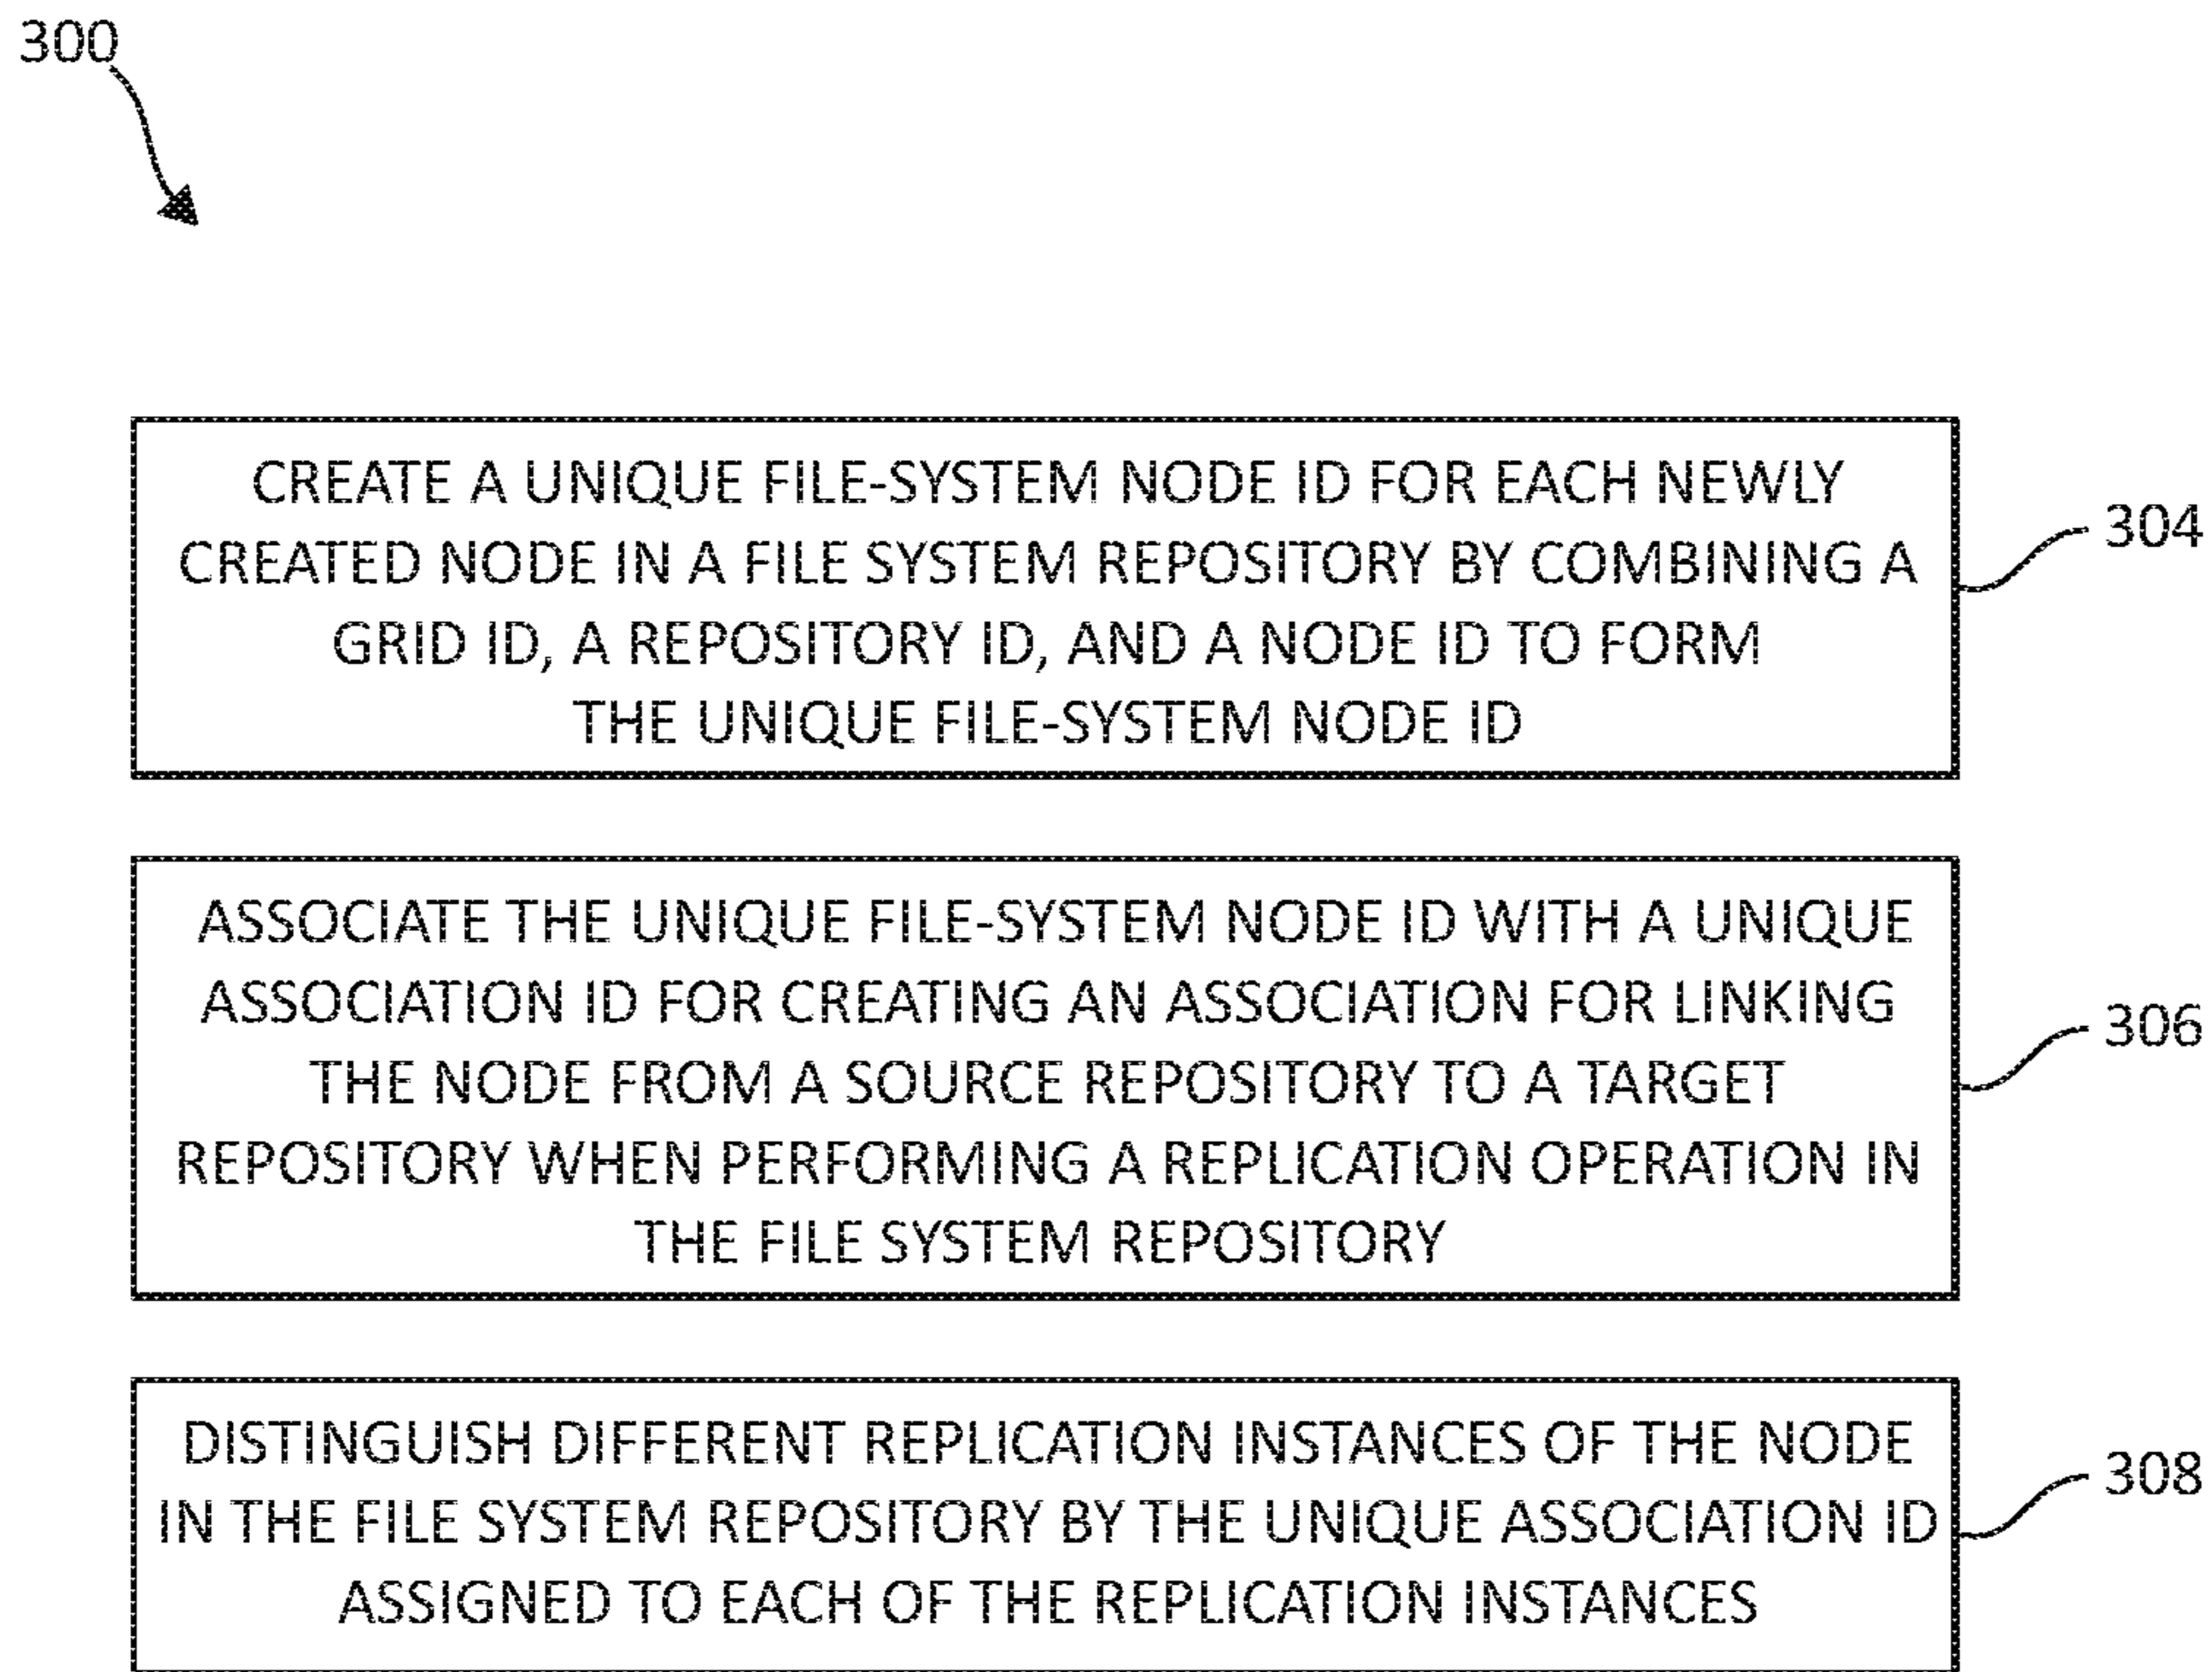 300
CREATE A UNIQUE FILE-SYSTEM NODE ID FOR EACH NEWLY
CREATED NODE IN A FILE SYSTEM REPOSITORY BY COMBINING A
GRID ID, A REPOSITORY ID, AND A NODE ID TO FORM
THE UNIQUE FILE-SYSTEM NODE ID
304
ASSOCIATE THE UNIQUE FILE-SYSTEM NODE ID WITH A UNIQUE
ASSOCIATION ID FOR CREATING AN ASSOCIATION FOR LINKING
THE NODE FROM A SOURCE REPOSITORY TO A TARGET
REPOSITORY WHEN PERFORMING A REPLICATION OPERATION IN
THE FILE SYSTEM REPOSITORY
306
DISTINGUISH DIFFERENT REPLICATION INSTANCES OF THE NODE
IN THE FILE SYSTEM REPOSITORY BY THE UNIQUE ASSOCIATION ID
ASSIGNED TO EACH OF THE REPLICATION INSTANCES
308